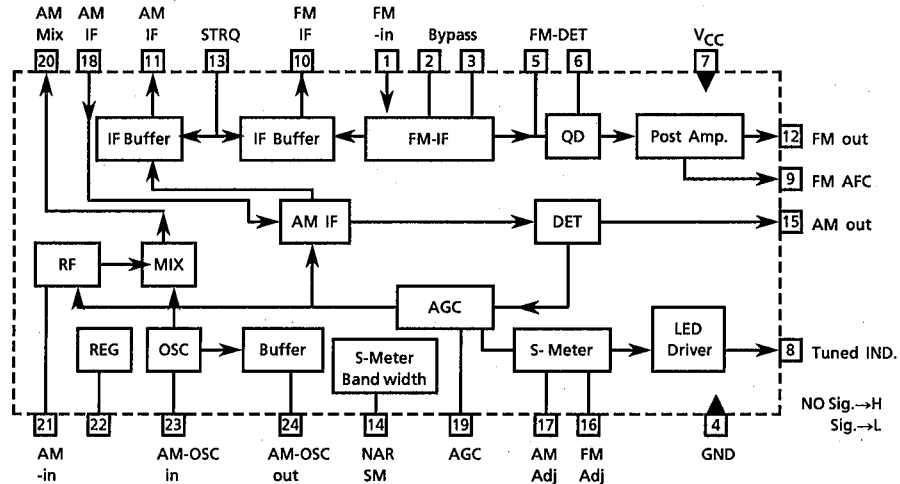 AM AM AM FM FM
Mix IF IF STRQ IF -in Bypass FM-DET VCC
20 18 11 13 10 1 2 3 5 6 7
IF Buffer IF Buffer FM-IF QD Post Amp. 12 FM out
9 FM AFC
AM IF DET 15 AM out
RF MIX
AGC
REG OSC Buffer S-Meter Band width S-Meter LED Driver 8 Tuned IND.
NO Sig.→H
Sig.→L
21 22 23 24 14 19 17 16 4
AM AM-OSC AM-OSC NAR AGC AM FM GND
-in in out SM Adj Adj